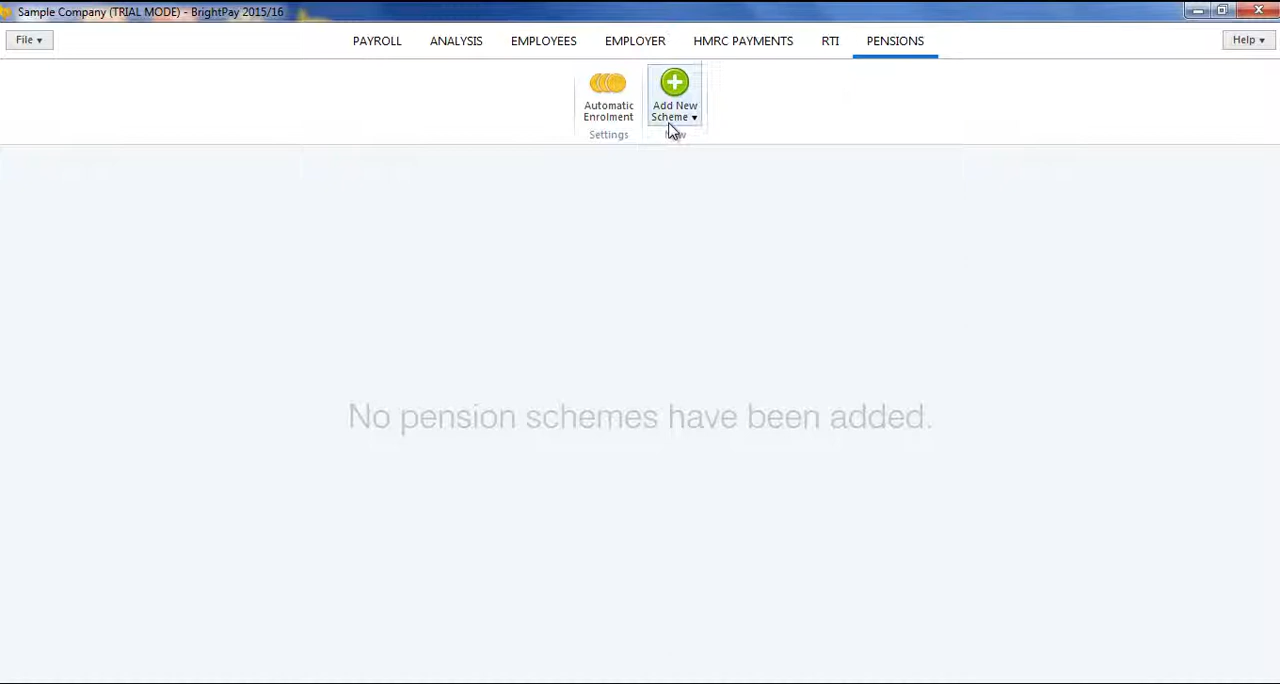 Sample Company (TRIAL MODE) - BrightPay 2015/16
File
PAYROLL ANALYSIS EMPLOYEES EMPLOYER HMRC PAYMENTS RTI PENSIONS
Help
Automatic Enrolment
Settings
Add New Scheme
No pension schemes have been added.